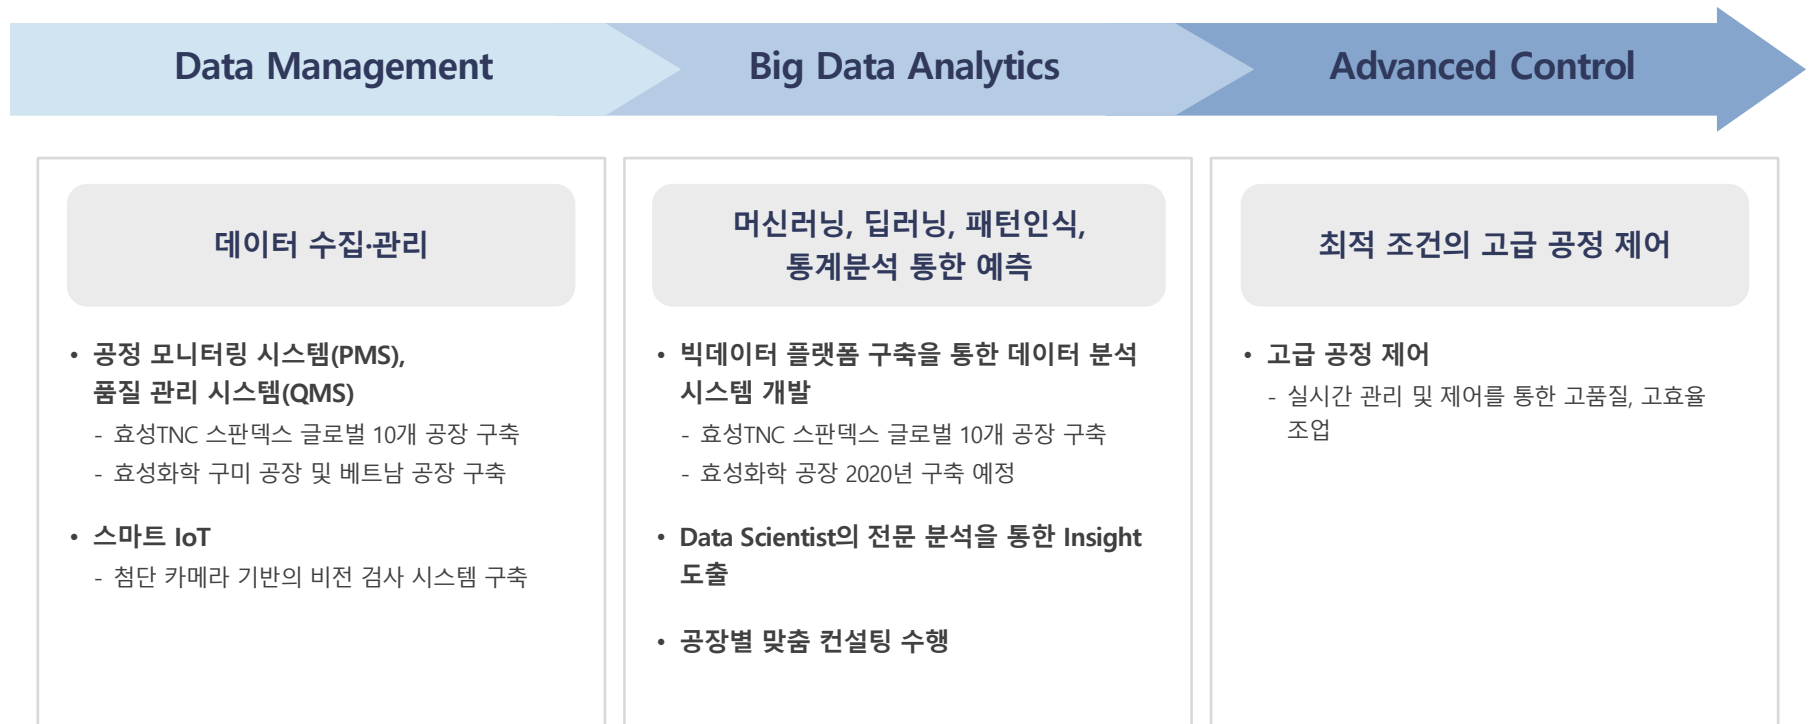 Data Management
Big Data Analytics
Advanced Control
데이터 수집·관리
• 공정 모니터링 시스템(PMS),
품질 관리 시스템(QMS)
- 효성TNC 스판덱스 글로벌 10개 공장 구축
- 효성화학 구미 공장 및 베트남 공장 구축
• 스마트 IoT
- 첨단 카메라 기반의 비전 검사 시스템 구축
머신러닝, 딥러닝, 패턴인식,
통계분석 통한 예측
• 빅데이터 플랫폼 구축을 통한 데이터 분석
시스템 개발
- 효성TNC 스판덱스 글로벌 10개 공장 구축
- 효성화학 공장 2020년 구축 예정
• Data Scientist의 전문 분석을 통한 Insight
도출
• 공장별 맞춤 컨설팅 수행
최적 조건의 고급 공정 제어
• 고급 공정 제어
- 실시간 관리 및 제어를 통한 고품질, 고효율
조업